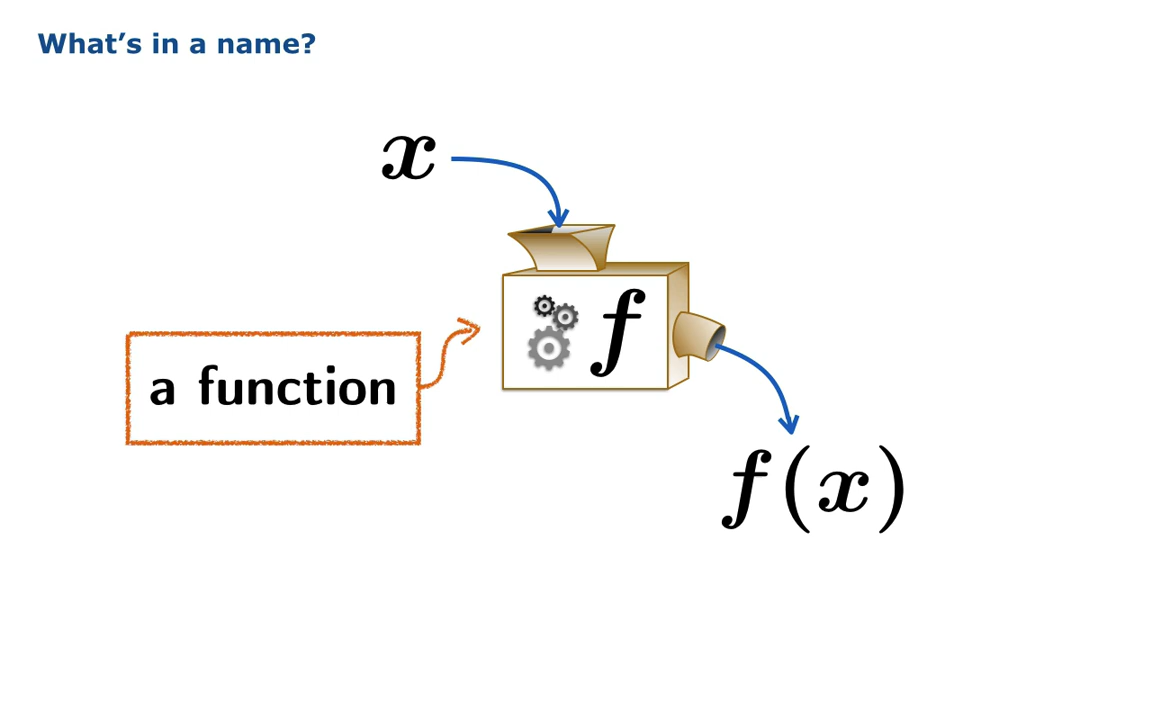 What’s in a name?
x
f
a function
f(x)